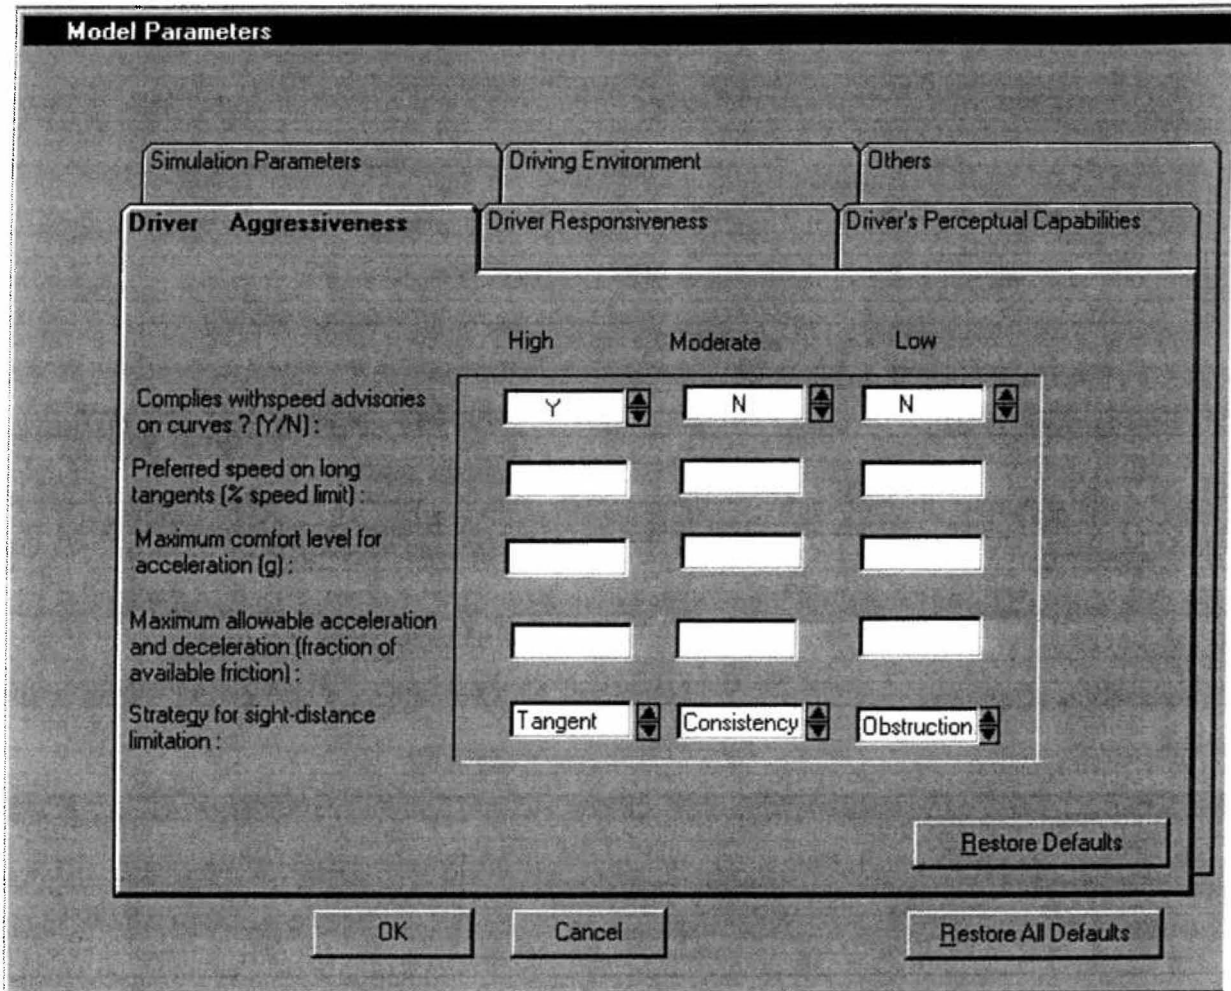 Model Parameters
Simulation Parameters
Driving Environment
Others
Driver Aggressiveness
Driver Responsiveness
Driver's Perceptual Capabilities
High Moderate Low
Complies withspeed advisories
on curves ? (Y/N) :
Y N N
Preferred speed on long
tangents (% speed limit) :
Maximum comfort level for
acceleration (g) :
Maximum allowable acceleration
and deceleration (fraction of
available friction) :
Strategy for sight-distance
limitation :
Tangent Consistency Obstruction
Restore Defaults
OK Cancel Restore All Defaults